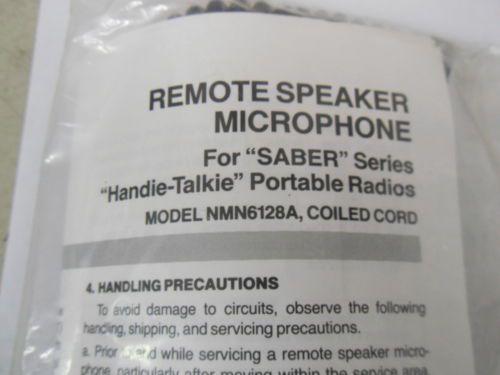 REMOTE SPEAKER
MICROPHONE
For "SABER" Series
"Handie-Talkie" Portable Radios
MODEL NMN6128A, COILED CORD
4. HANDLING PRECAUTIONS
To avoid damage to circuits, observe the following
handling, shipping, and servicing precautions.
a. Prior and while servicing a remote speaker micro-
phone, particularly after moving within the service area